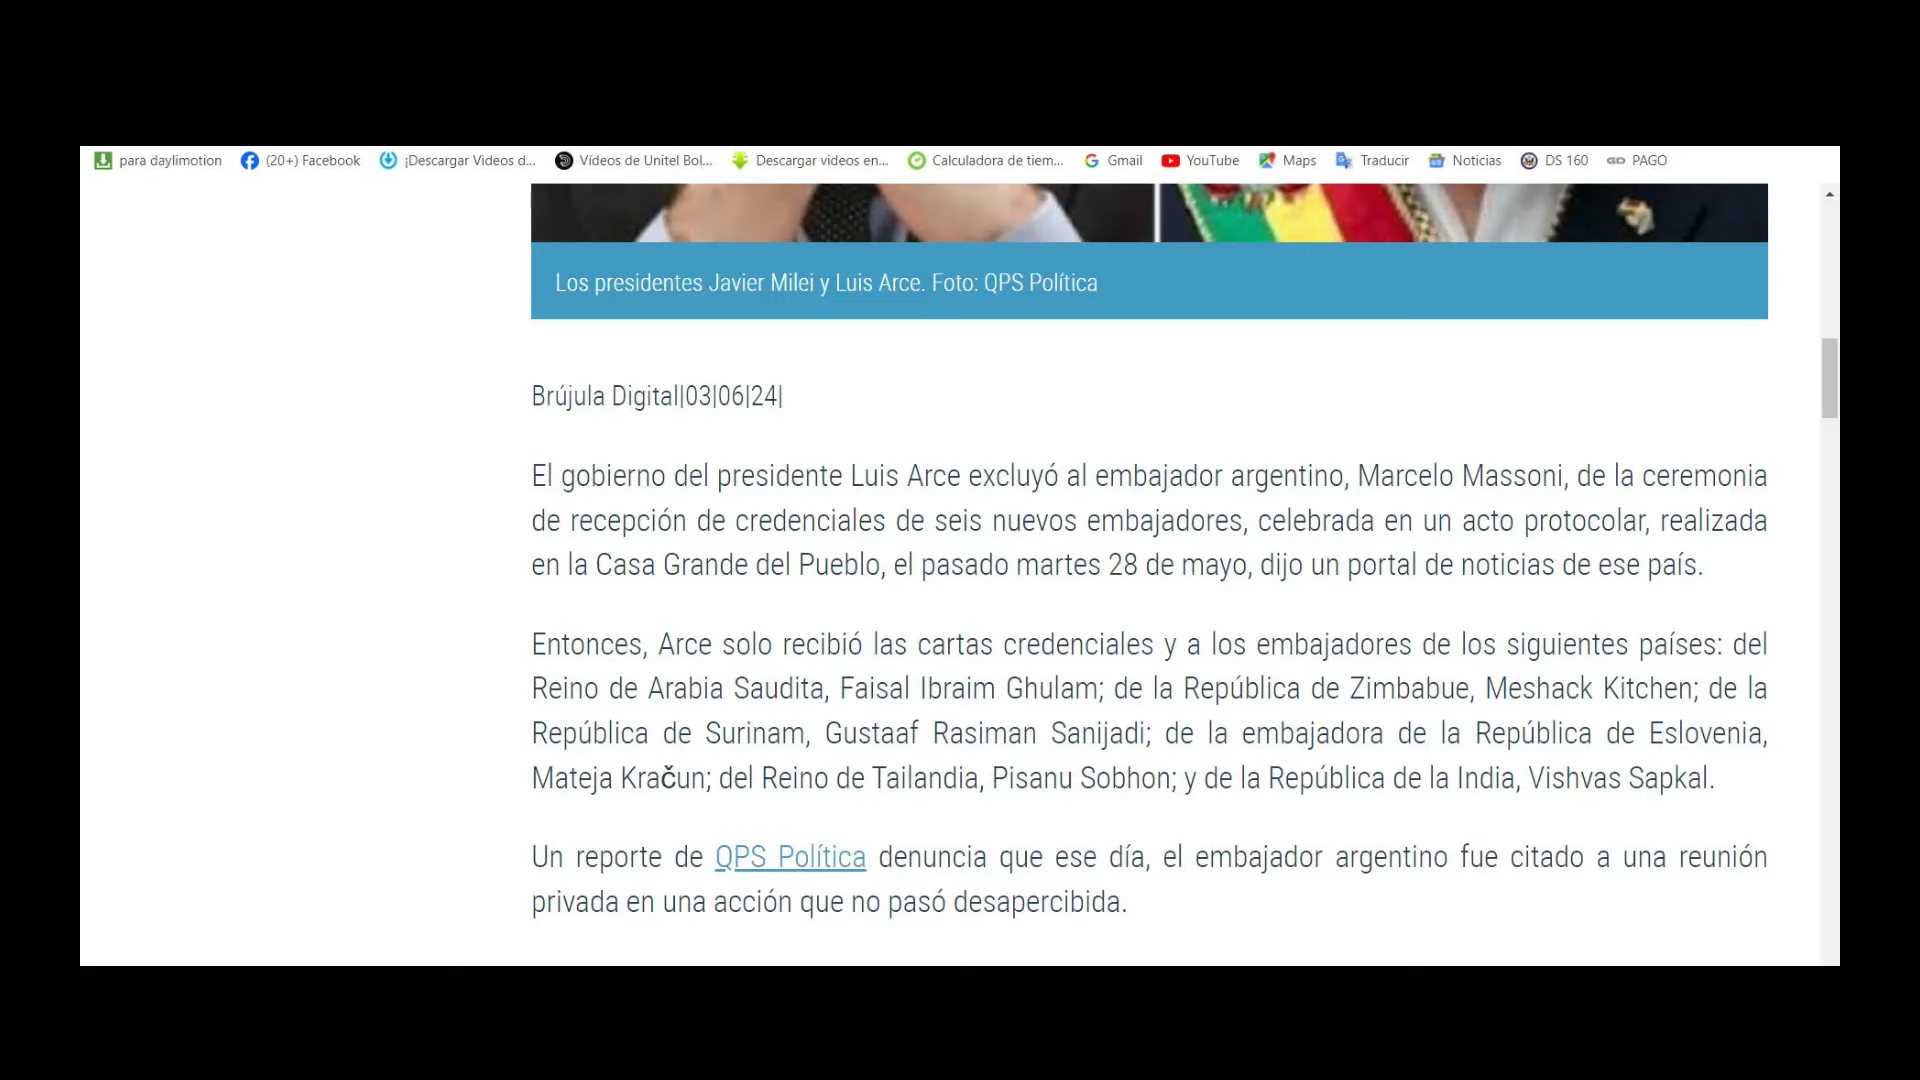 para daylimotion (20+) Facebook ¡Descargar Videos d... Vídeos de Unitel Bol... Descargar videos en... Calculadora de tiem... Gmail YouTube Maps Traducir Noticias DS 160 PAGO
Los presidentes Javier Milei y Luis Arce. Foto: QPS Política
Brújula Digital|03|06|24|
El gobierno del presidente Luis Arce excluyó al embajador argentino, Marcelo Massoni, de la ceremonia
de recepción de credenciales de seis nuevos embajadores, celebrada en un acto protocolar, realizada
en la Casa Grande del Pueblo, el pasado martes 28 de mayo, dijo un portal de noticias de ese país.
Entonces, Arce solo recibió las cartas credenciales y a los embajadores de los siguientes países: del
Reino de Arabia Saudita, Faisal Ibraim Ghulam; de la República de Zimbabue, Meshack Kitchen; de la
República de Surinam, Gustaaf Rasiman Sanijadi; de la embajadora de la República de Eslovenia,
Mateja Kračun; del Reino de Tailandia, Pisanu Sobhon; y de la República de la India, Vishvas Sapkal.
Un reporte de QPS Política denuncia que ese día, el embajador argentino fue citado a una reunión
privada en una acción que no pasó desapercibida.